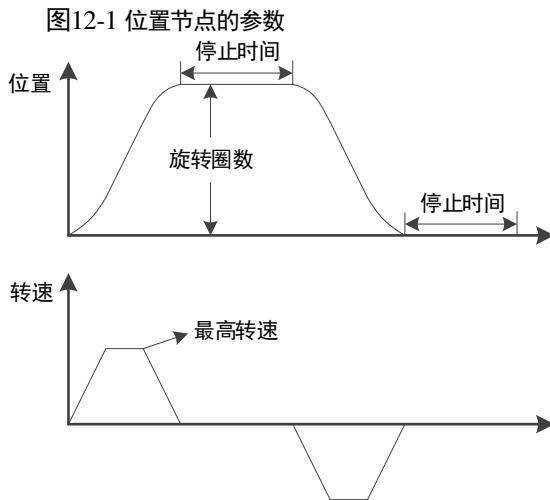 图12-1 位置节点的参数
停止时间
位置
旋转圈数
停止时间
转速
最高转速